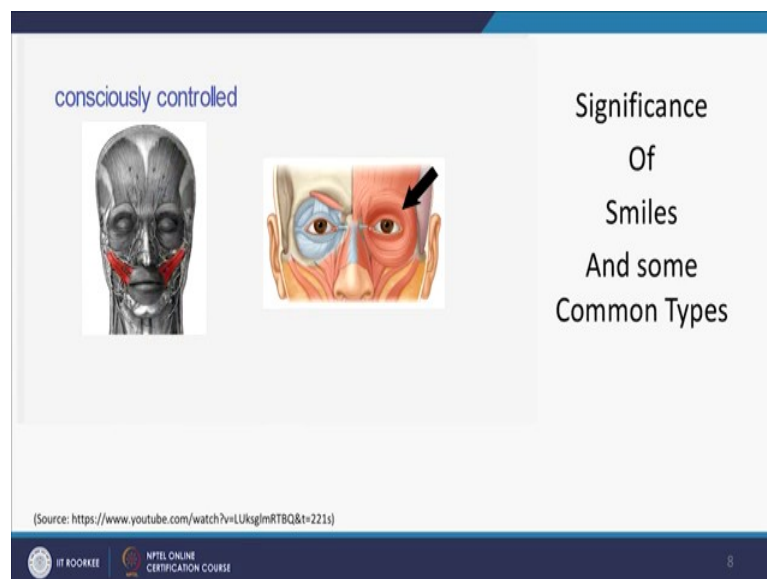 consciously controlled
Significance
Of
Smiles
And some
Common Types
(Source: https://www.youtube.com/watch?v=LUksglmRTBQ&t=221s)
IIT ROORKEE
NPTEL ONLINE
CERTIFICATION COURSE
8